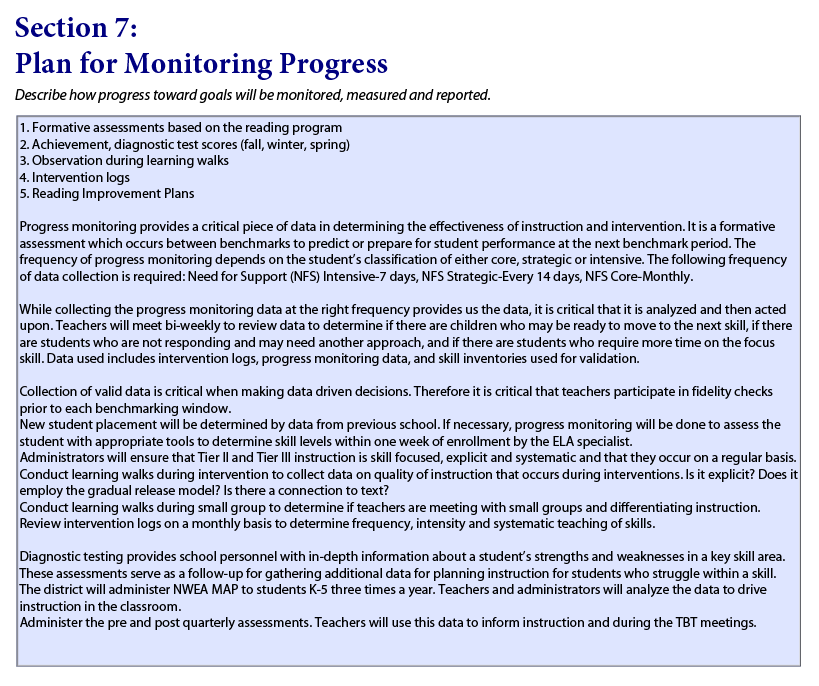 Section 7:
Plan for Monitoring Progress
Describe how progress toward goals will be monitored, measured and reported.
1. Formative assessments based on the reading program
2. Achievement, diagnostic test scores (fall, winter, spring)
3. Observation during learning walks
4. Intervention logs
5. Reading Improvement Plans
Progress monitoring provides a critical piece of data in determining the effectiveness of instruction and intervention. It is a formative
assessment which occurs between benchmarks to predict or prepare for student performance at the next benchmark period. The
frequency of progress monitoring depends on the student's classification of either core, strategic or intensive. The following frequency
of data collection is required: Need for Support (NFS) Intensive-7 days, NFS Strategic-Every 14 days, NFS Core-Monthly.
While collecting the progress monitoring data at the right frequency provides us the data, it is critical that it is analyzed and then acted
upon. Teachers will meet bi-weekly to review data to determine if there are children who may be ready to move to the next skill, if there
are students who are not responding and may need another approach, and if there are students who require more time on the focus
skill. Data used includes intervention logs, progress monitoring data, and skill inventories used for validation.
Collection of valid data is critical when making data driven decisions. Therefore it is critical that teachers participate in fidelity checks
prior to each benchmarking window.
New student placement will be determined by data from previous school. If necessary, progress monitoring will be done to assess the
student with appropriate tools to determine skill levels within one week of enrollment by the ELA specialist.
Administrators will ensure that Tier II and Tier III instruction is skill focused, explicit and systematic and that they occur on a regular basis.
Conduct learning walks during intervention to collect data on quality of instruction that occurs during interventions. Is it explicit? Does it
employ the gradual release model? Is there a connection to text?
Conduct learning walks during small group to determine if teachers are meeting with small groups and differentiating instruction.
Review intervention logs on a monthly basis to determine frequency, intensity and systematic teaching of skills.
Diagnostic testing provides school personnel with in-depth information about a student's strengths and weaknesses in a key skill area.
These assessments serve as a follow-up for gathering additional data for planning instruction for students who struggle within a skill.
The district will administer NWEA MAP to students K-5 three times a year. Teachers and administrators will analyze the data to drive
instruction in the classroom.
Administer the pre and post quarterly assessments. Teachers will use this data to inform instruction and during the TBT meetings.